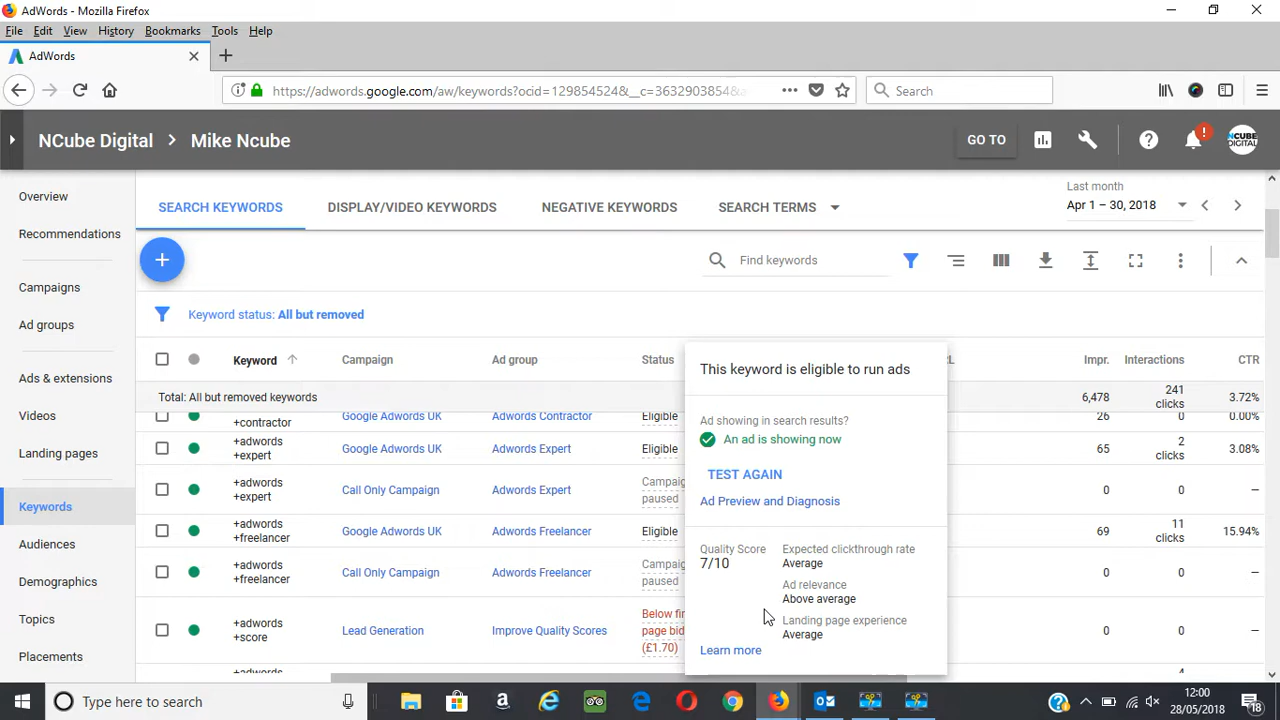 AdWords - Mozilla Firefox
File Edit View History Bookmarks Tools Help
AdWords
https://adwords.google.com/aw/keywords?ocid=129854524&__c=3632903854&
Search
NCube Digital > Mike Ncube
GO TO
NCUBE
DIGITAL
Overview
Recommendations
Campaigns
Ad groups
Ads & extensions
Videos
Landing pages
Keywords
Audiences
Demographics
Topics
Placements
SEARCH KEYWORDS DISPLAY/VIDEO KEYWORDS NEGATIVE KEYWORDS SEARCH TERMS
Last month
Apr 1 – 30, 2018
Find keywords
Keyword status: All but removed
Keyword Campaign Ad group Status Impr. Interactions CTR
Total: All but removed keywords 6,478 241 clicks 3.72%
+contractor Google Adwords UK Adwords Contractor Eligible 26 0 0.00%
+adwords
+expert Google Adwords UK Adwords Expert Eligible 65 2 clicks 3.08%
+adwords
+expert Call Only Campaign Adwords Expert Campai paused 0 0 –
+adwords
+freelancer Google Adwords UK Adwords Freelancer Eligible 69 11 clicks 15.94%
+adwords
+freelancer Call Only Campaign Adwords Freelancer Campai paused 0 0 –
+adwords
+score Lead Generation Improve Quality Scores Below fir page bid (£1.70) 0 0 –
+adwords 4
This keyword is eligible to run ads
Ad showing in search results?
An ad is showing now
TEST AGAIN
Ad Preview and Diagnosis
Quality Score
7/10
Expected clickthrough rate
Average
Ad relevance
Above average
Landing page experience
Average
Learn more
Type here to search
12:00
28/05/2018
18